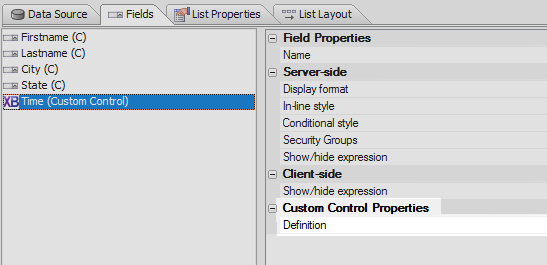 Data Source Fields List Properties List Layout
Firstname (C)
Lastname (C)
City (C)
State (C)
XB Time (Custom Control)
Field Properties
Name
Server-side
Display format
In-line style
Conditional style
Security Groups
Show/hide expression
Client-side
Show/hide expression
Custom Control Properties
Definition